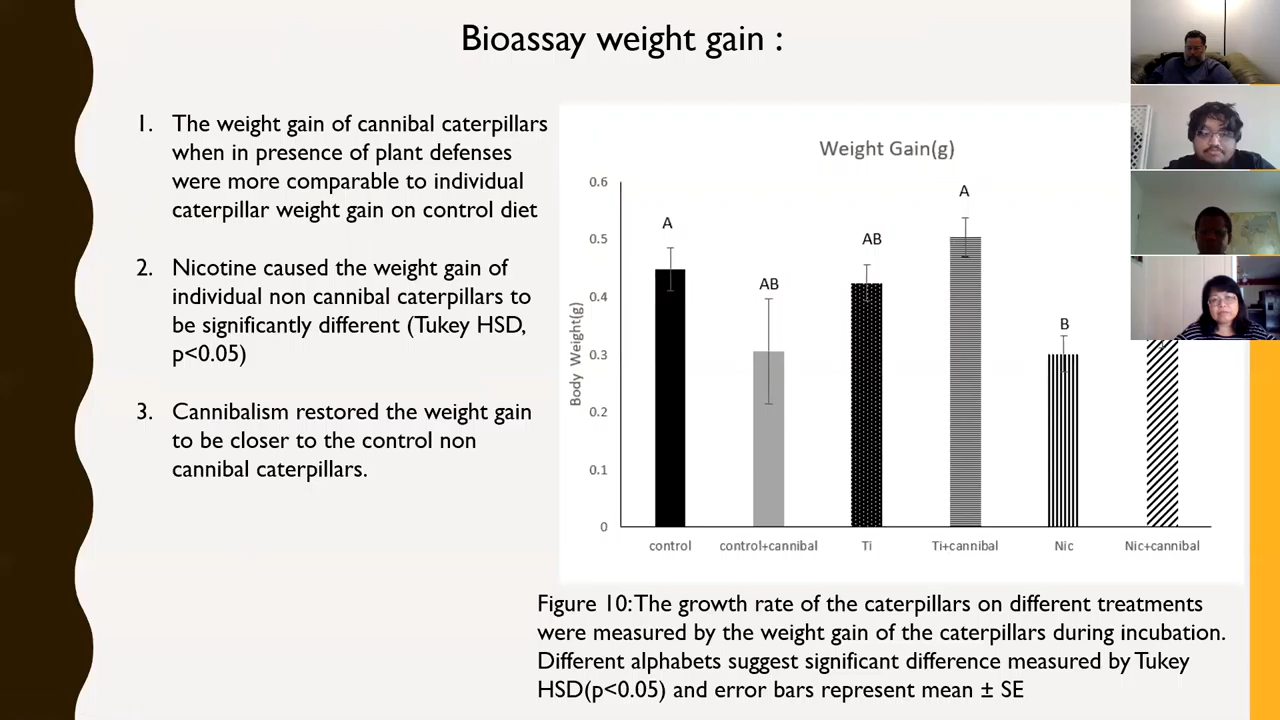 Bioassay weight gain :
1. The weight gain of cannibal caterpillars
when in presence of plant defenses
were more comparable to individual
caterpillar weight gain on control diet
2. Nicotine caused the weight gain of
individual non cannibal caterpillars to
be significantly different (Tukey HSD,
p<0.05)
3. Cannibalism restored the weight gain
to be closer to the control non
cannibal caterpillars.
Weight Gain(g)
Body Weight(g)
0.6
0.5
0.4
0.3
0.2
0.1
0
A
AB
AB
A
B
control
control+cannibal
Ti
Ti+cannibal
Nic
Nic+cannibal
Figure 10:The growth rate of the caterpillars on different treatments
were measured by the weight gain of the caterpillars during incubation.
Different alphabets suggest significant difference measured by Tukey
HSD(p<0.05) and error bars represent mean ± SE